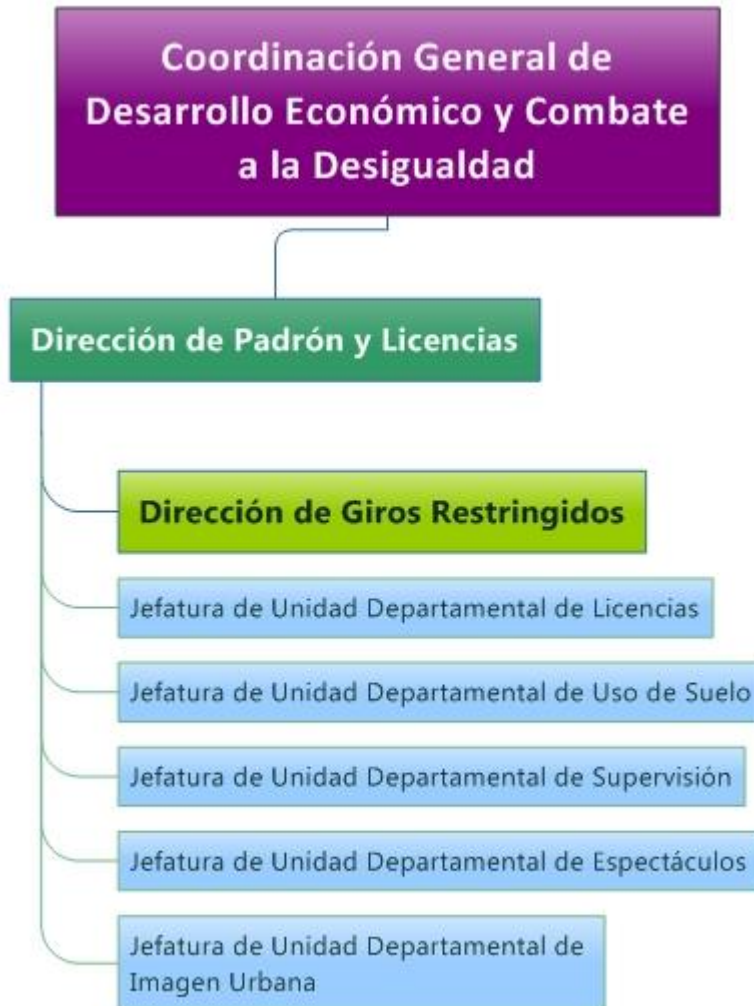 Coordinación General de
Desarrollo Económico y Combate
a la Desigualdad
Dirección de Padrón y Licencias
Dirección de Giros Restringidos
Jefatura de Unidad Departamental de Licencias
Jefatura de Unidad Departamental de Uso de Suelo
Jefatura de Unidad Departamental de Supervisión
Jefatura de Unidad Departamental de Espectáculos
Jefatura de Unidad Departamental de
Imagen Urbana